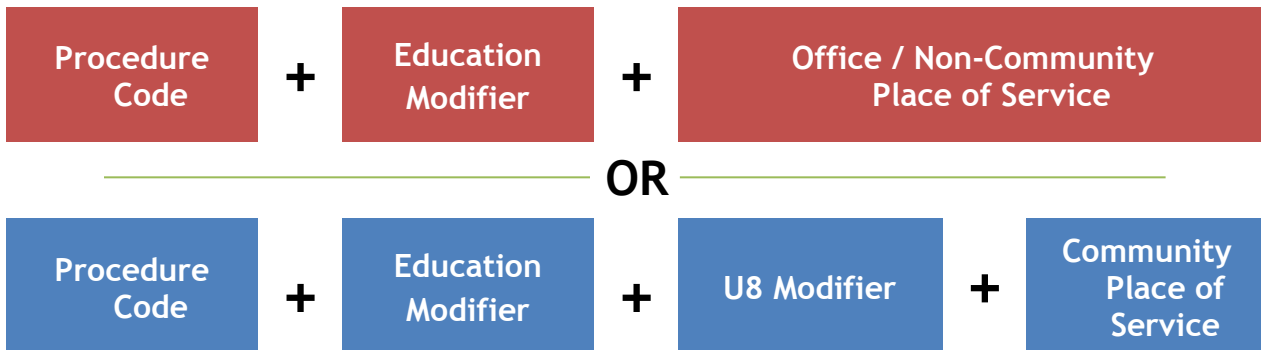 Procedure
Code
+
Education
Modifier
+
Office / Non-Community
Place of Service
OR
Procedure
Code
+
Education
Modifier
+
U8 Modifier
+
Community
Place of
Service